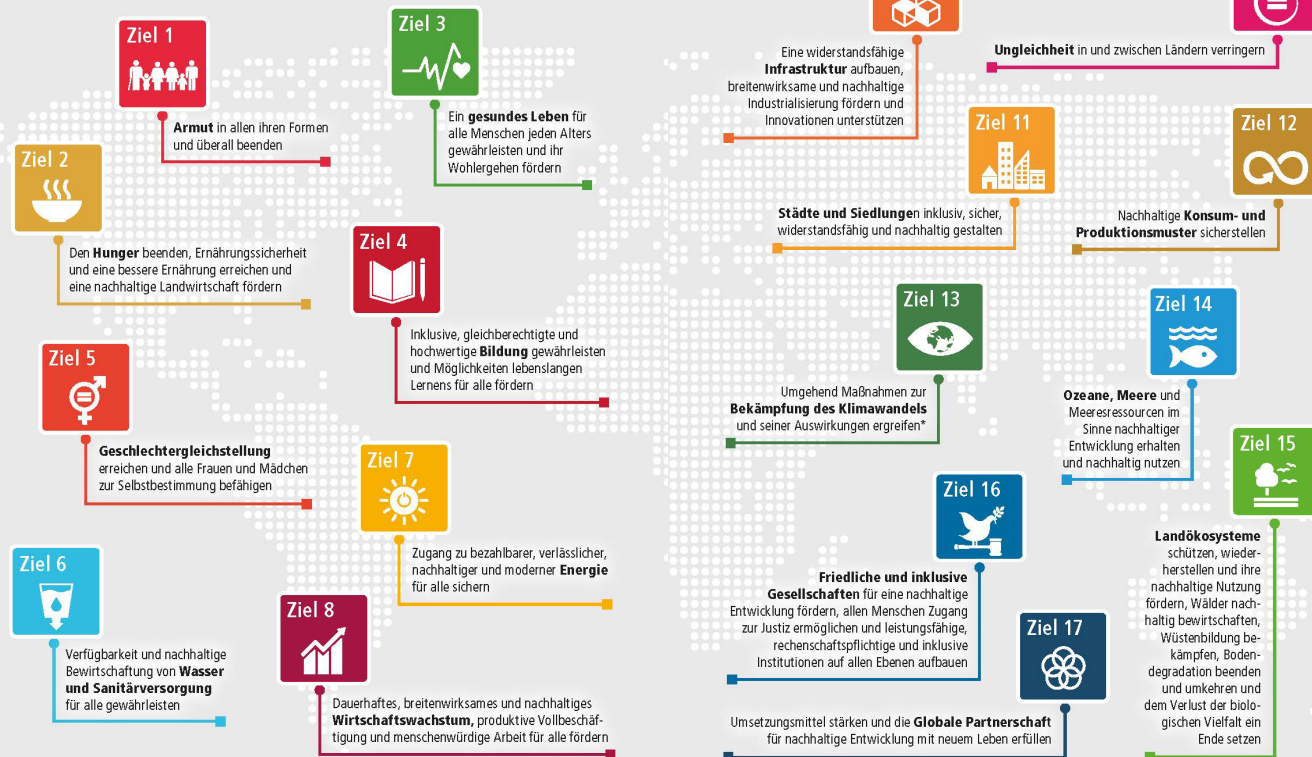 Ziel 1
Armut in allen ihren Formen
und überall beenden
Ziel 2
Den Hunger beenden, Ernährungssicherheit
und eine bessere Ernährung erreichen und
eine nachhaltige Landwirtschaft fördern
Ziel 3
Ein gesundes Leben für
alle Menschen jeden Alters
gewährleisten und ihr
Wohlergehen fördern
Ziel 4
Inklusive, gleichberechtigte und
hochwertige Bildung gewährleisten
und Möglichkeiten lebenslangen
Lernens für alle fördern
Ziel 5
Geschlechtergleichstellung
erreichen und alle Frauen und Mädchen
zur Selbstbestimmung befähigen
Ziel 6
Verfügbarkeit und nachhaltige
Bewirtschaftung von Wasser
und Sanitärversorgung
für alle gewährleisten
Ziel 7
Zugang zu bezahlbarer, verlässlicher,
nachhaltiger und moderner Energie
für alle sichern
Ziel 8
Dauerhaftes, breitenwirksames und nachhaltiges
Wirtschaftswachstum, produktive Vollbeschäf-
tigung und menschenwürdige Arbeit für alle fördern
Eine widerstandsfähige
Infrastruktur aufbauen,
breitenwirksame und nachhaltige
Industrialisierung fördern und
Innovationen unterstützen
Ungleichheit in und zwischen Ländern verringern
Ziel 11
Städte und Siedlungen inklusiv, sicher,
widerstandsfähig und nachhaltig gestalten
Ziel 12
Nachhaltige Konsum- und
Produktionsmuster sicherstellen
Ziel 13
Umgehend Maßnahmen zur
Bekämpfung des Klimawandels
und seiner Auswirkungen ergreifen*
Ziel 14
Ozeane, Meere und
Meeresressourcen im
Sinne nachhaltiger
Entwicklung erhalten
und nachhaltig nutzen
Ziel 15
Landökosysteme
schützen, wieder-
herstellen und ihre
nachhaltige Nutzung
fördern, Wälder nach-
haltig bewirtschaften,
Wüstenbildung be-
kämpfen, Boden-
degradation beenden
und umkehren und
dem Verlust der biolo-
gischen Vielfalt ein
Ende setzen
Ziel 16
Friedliche und inklusive
Gesellschaften für eine nachhaltige
Entwicklung fördern, allen Menschen Zugang
zur Justiz ermöglichen und leistungsfähige,
rechenschaftspflichtige und inklusive
Institutionen auf allen Ebenen aufbauen
Ziel 17
Umsetzungsmittel stärken und die Globale Partnerschaft
für nachhaltige Entwicklung mit neuem Leben erfüllen